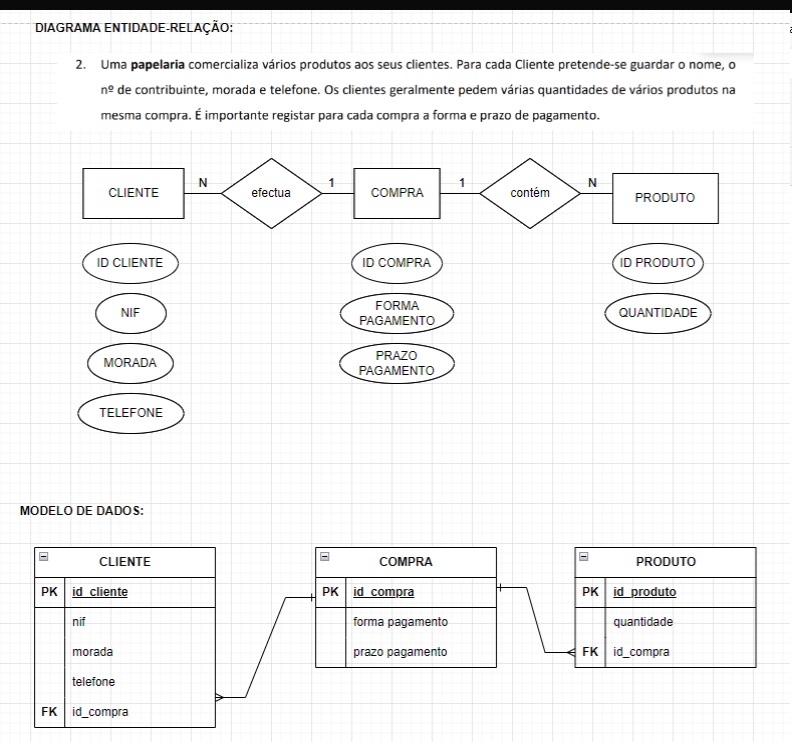 DIAGRAMA ENTIDADE-RELAÇÃO:
2. Uma papelaria comercializa vários produtos aos seus clientes. Para cada Cliente pretende-se guardar o nome, o
nº de contribuinte, morada e telefone. Os clientes geralmente pedem várias quantidades de vários produtos na
mesma compra. É importante registar para cada compra a forma e prazo de pagamento.
CLIENTE N efectua 1 COMPRA 1 contém N PRODUTO
ID CLIENTE ID COMPRA ID PRODUTO
NIF FORMA PAGAMENTO QUANTIDADE
MORADA PRAZO PAGAMENTO
TELEFONE
MODELO DE DADOS:
CLIENTE
PK id_cliente
nif
morada
telefone
FK id_compra
COMPRA
PK id_compra
forma pagamento
prazo pagamento
PRODUTO
PK id_produto
quantidade
FK id_compra